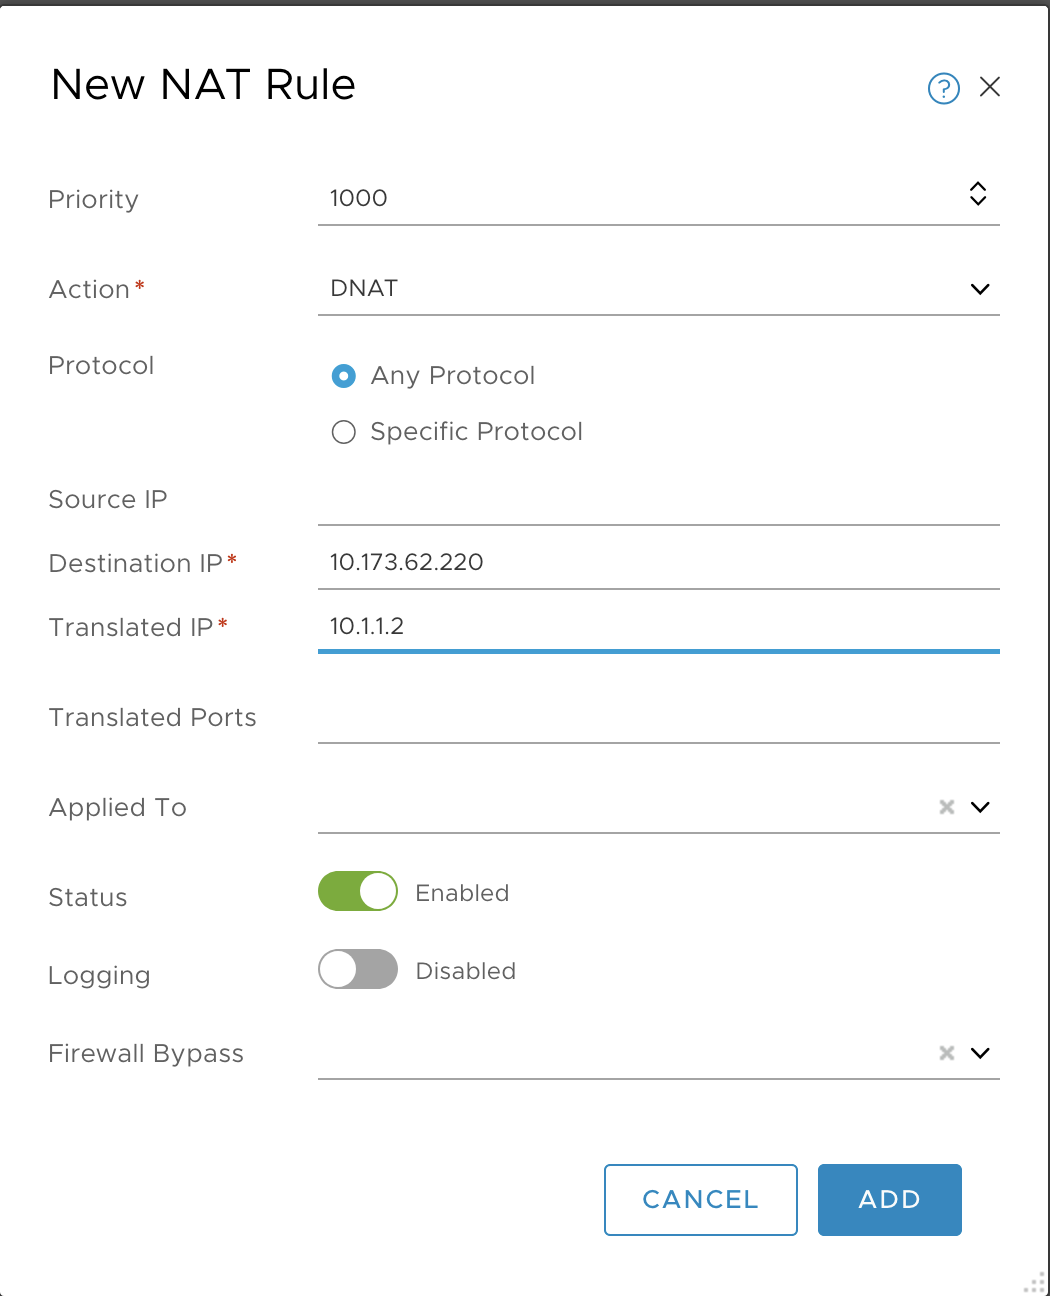 New NAT Rule
Priority
1000
Action*
DNAT
Protocol
Any Protocol
Specific Protocol
Source IP
Destination IP*
10.173.62.220
Translated IP*
10.1.1.2
Translated Ports
Applied To
Status
Enabled
Logging
Disabled
Firewall Bypass
CANCEL
ADD